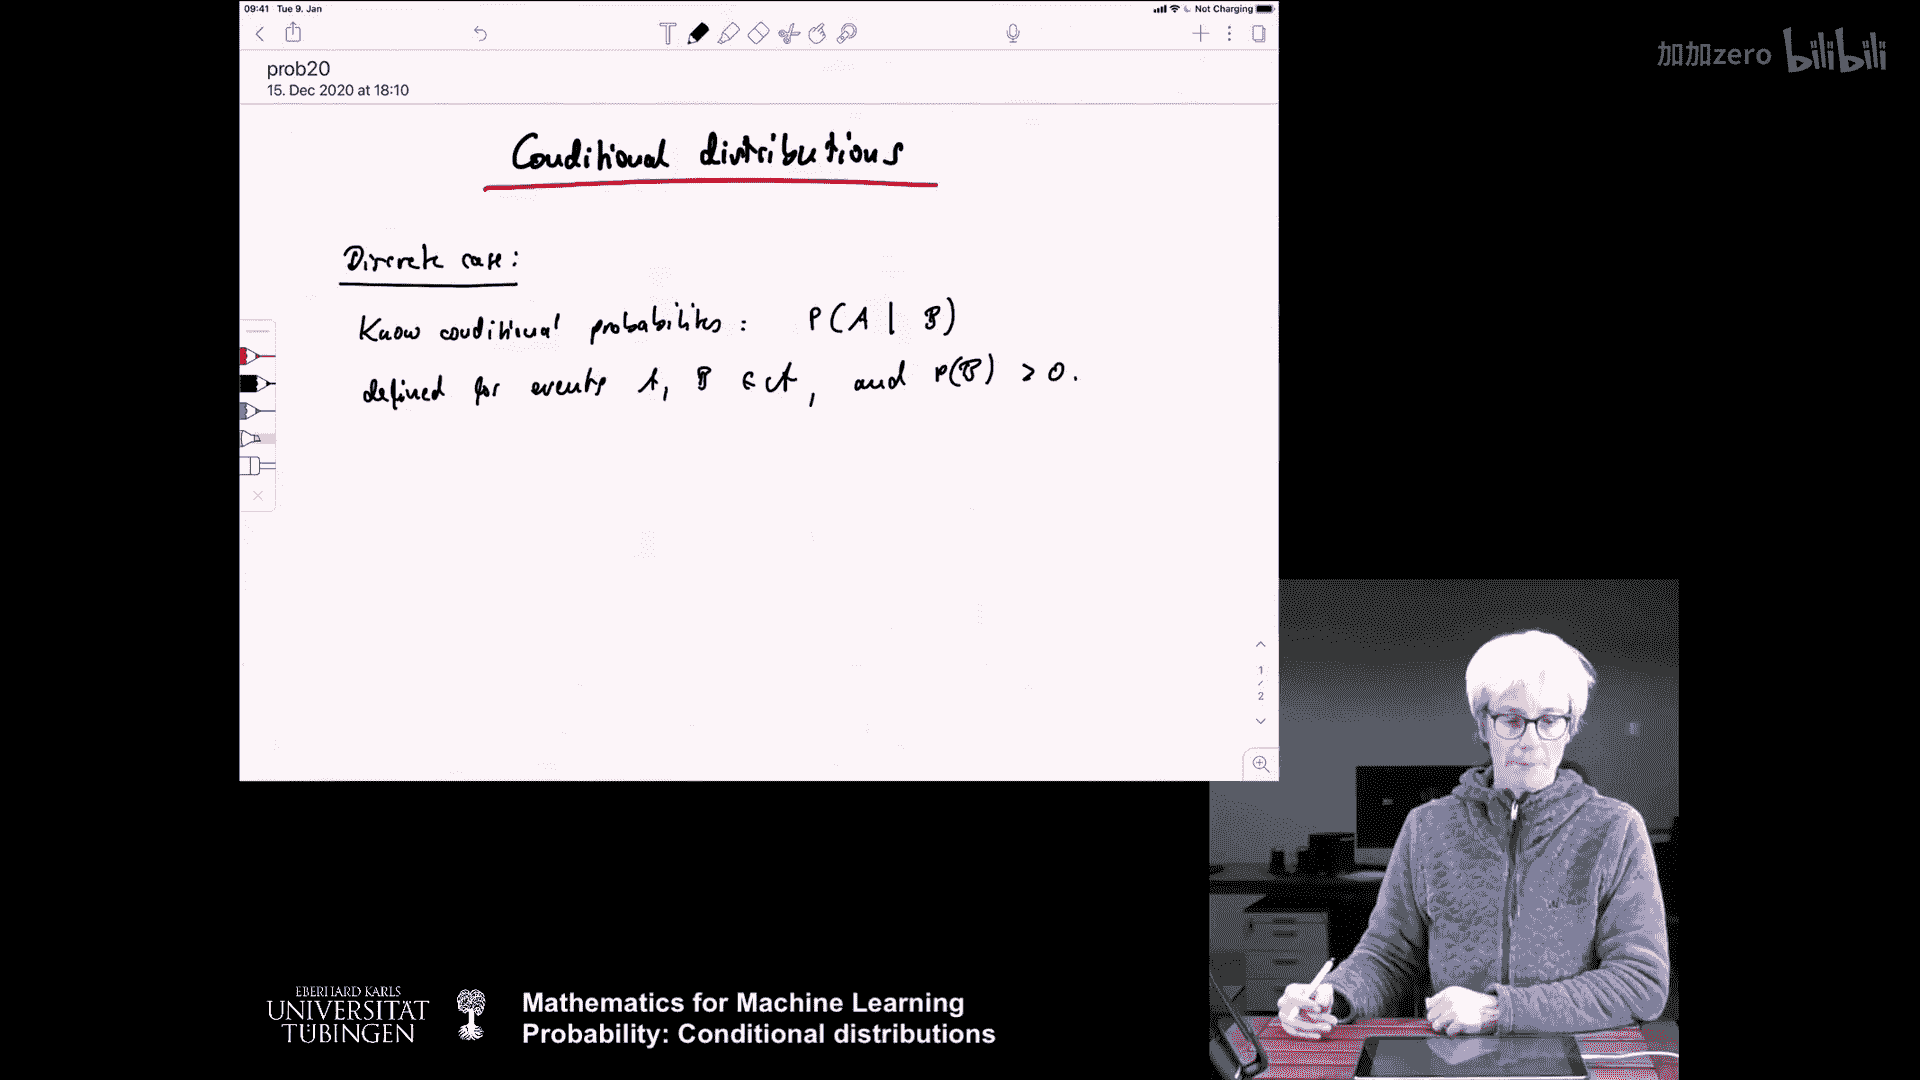 09:41 Tue 9. Jan
Not Charging
加加zero bilibili
prob20
15. Dec 2020 at 18:10
Conditional distributions
Discrete case:
Know conditional probabilities : P(A | B)
defined for events A, B ∈ A, and P(B) > 0.
1
/
2
EBERHARD KARLS
UNIVERSITÄT
TÜBINGEN
Mathematics for Machine Learning
Probability: Conditional distributions